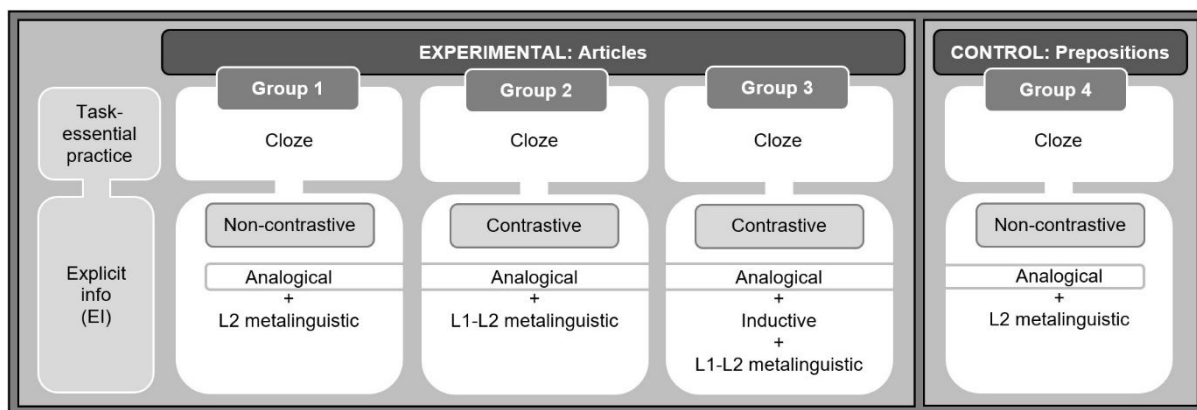 EXPERIMENTAL: Articles
CONTROL: Prepositions
Group 1
Group 2
Group 3
Group 4
Task-
essential
practice
Cloze
Cloze
Cloze
Cloze
Explicit
info
(EI)
Non-contrastive
Analogical
+
L2 metalinguistic
Contrastive
Analogical
+
L1-L2 metalinguistic
Contrastive
Analogical
+
Inductive
+
L1-L2 metalinguistic
Non-contrastive
Analogical
+
L2 metalinguistic